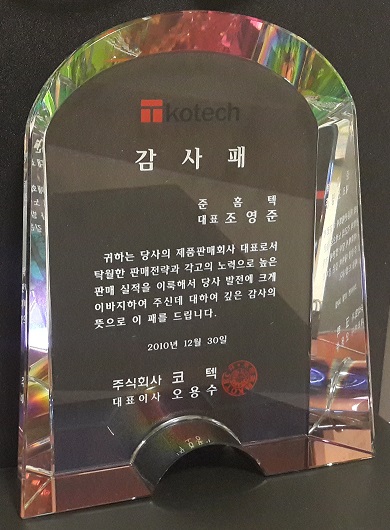 kotech
감 사 패
준 홈 텍
대표 조영준
귀하는 당사의 제품판매회사 대표로서
탁월한 판매전략과 각고의 노력으로 높은
판매 실적을 이룩해서 당사 발전에 크게
이바지하여 주신데 대하여 깊은 감사의
뜻으로 이 패를 드립니다.
2010년 12월 30일
주식회사 코 텍
대표이사 오용수